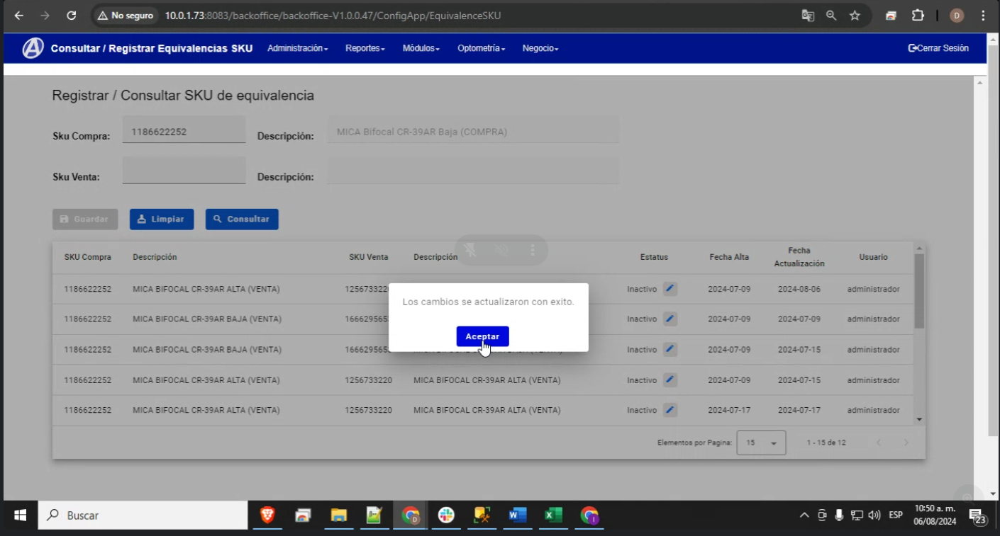 No seguro
10.0.1.73:8083/backoffice/backoffice-V1.0.0.47/ConfigApp/EquivalenceSKU
D
Consultar / Registrar Equivalencias SKU Administración Reportes Módulos Optometría Negocio Cerrar Sesión
Registrar / Consultar SKU de equivalencia
Sku Compra: 1186622252 Descripción: MICA Bifocal CR-39AR Baja (COMPRA)
Sku Venta: Descripción:
Guardar Limpiar Consultar
SKU Compra Descripción SKU Venta Descripción Estatus Fecha Alta Fecha Actualización Usuario
1186622252 MICA BIFOCAL CR-39AR ALTA (VENTA) 125673322 Inactivo 2024-07-09 2024-08-06 administrador
1186622252 MICA BIFOCAL CR-39AR BAJA (VENTA) 166629565 Inactivo 2024-07-09 2024-07-09 administrador
1186622252 MICA BIFOCAL CR-39AR BAJA (VENTA) 166629565 Inactivo 2024-07-09 2024-07-15 administrador
1186622252 MICA BIFOCAL CR-39AR ALTA (VENTA) 1256733220 MICA BIFOCAL CR-39AR ALTA (VENTA) Inactivo 2024-07-09 2024-07-15 administrador
1186622252 MICA BIFOCAL CR-39AR ALTA (VENTA) 1256733220 MICA BIFOCAL CR-39AR ALTA (VENTA) Inactivo 2024-07-17 2024-07-17 administrador
Los cambios se actualizaron con exito.
Aceptar
Elementos por Pagina: 15 1 - 15 de 12
Buscar
ESP
10:50 a. m.
06/08/2024
23